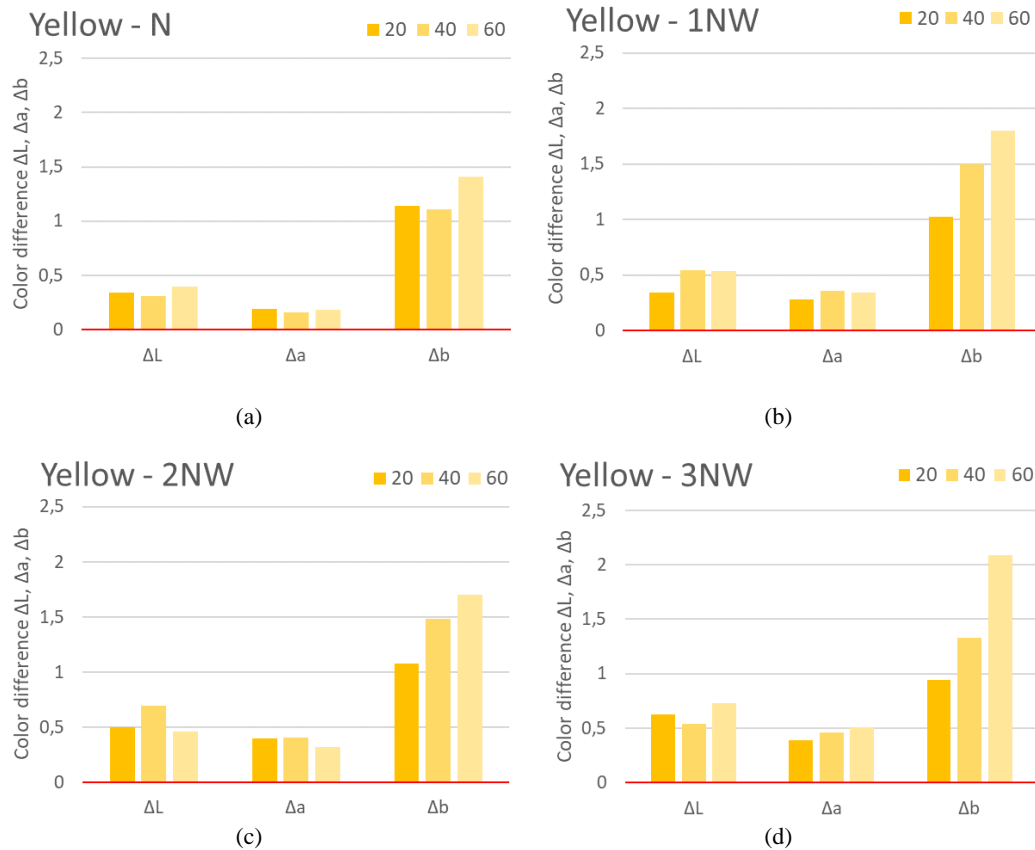 Yellow - N
20 40 60
Color difference ΔL, Δa, Δb
2,5
2
1,5
1
0,5
0
ΔL Δa Δb
(a)
Yellow - 1NW
20 40 60
Color difference ΔL, Δa, Δb
2,5
2
1,5
1
0,5
0
ΔL Δa Δb
(b)
Yellow - 2NW
20 40 60
Color difference ΔL, Δa, Δb
2,5
2
1,5
1
0,5
0
ΔL Δa Δb
(c)
Yellow - 3NW
20 40 60
Color difference ΔL, Δa, Δb
2,5
2
1,5
1
0,5
0
ΔL Δa Δb
(d)